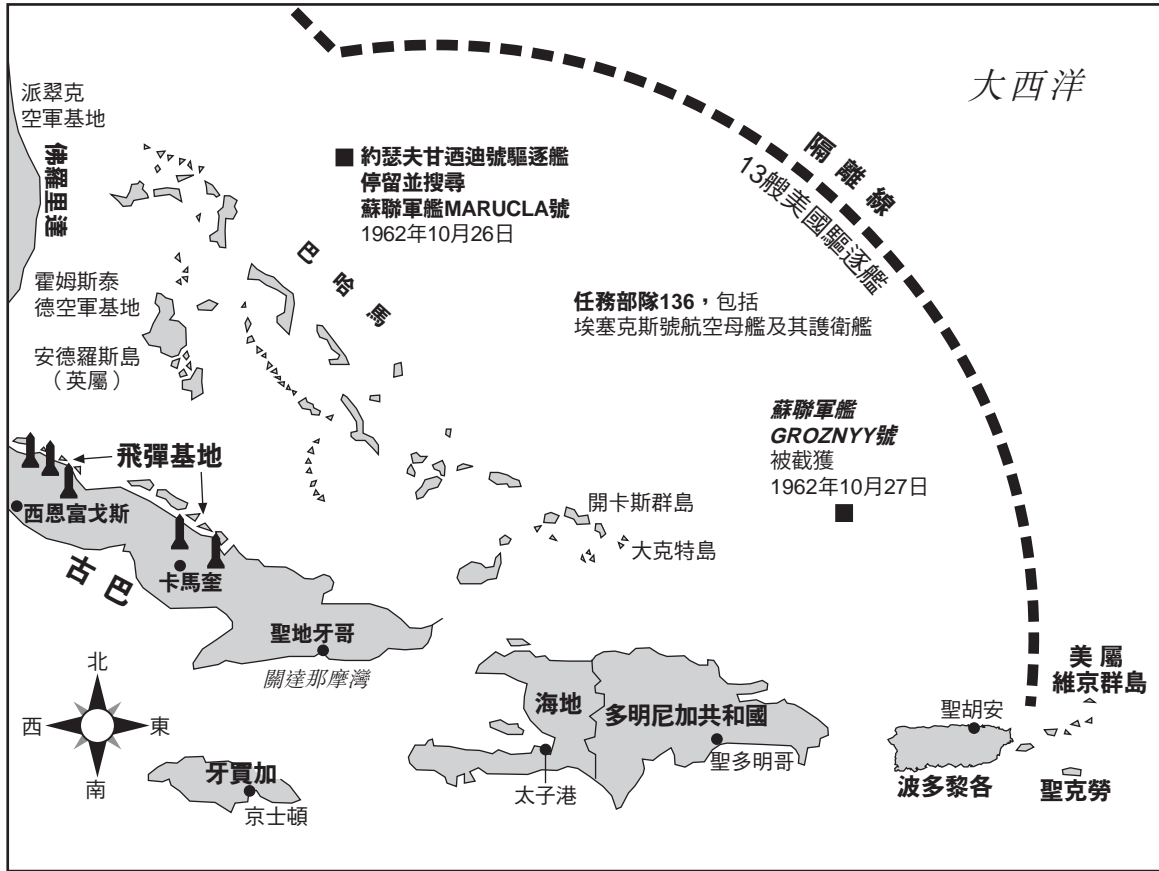 大西洋
派翠克
空軍基地
佛羅里達
■ 約瑟夫甘迺迪號驅逐艦
停留並搜尋
蘇聯軍艦MARUCLA號
1962年10月26日
隔離線
13艘美國驅逐艦
巴哈馬
霍姆斯泰
德空軍基地
任務部隊136，包括
埃塞克斯號航空母艦及其護衛艦
安德羅斯島
（英屬）
蘇聯軍艦
GROZNYY號
被截獲
1962年10月27日
飛彈基地
西恩富戈斯
開卡斯群島
大克特島
古巴
卡馬奎
聖地牙哥
關達那摩灣
北
西
東
南
海地
多明尼加共和國
美屬
維京群島
聖胡安
聖多明哥
牙買加
京士頓
太子港
波多黎各
聖克勞